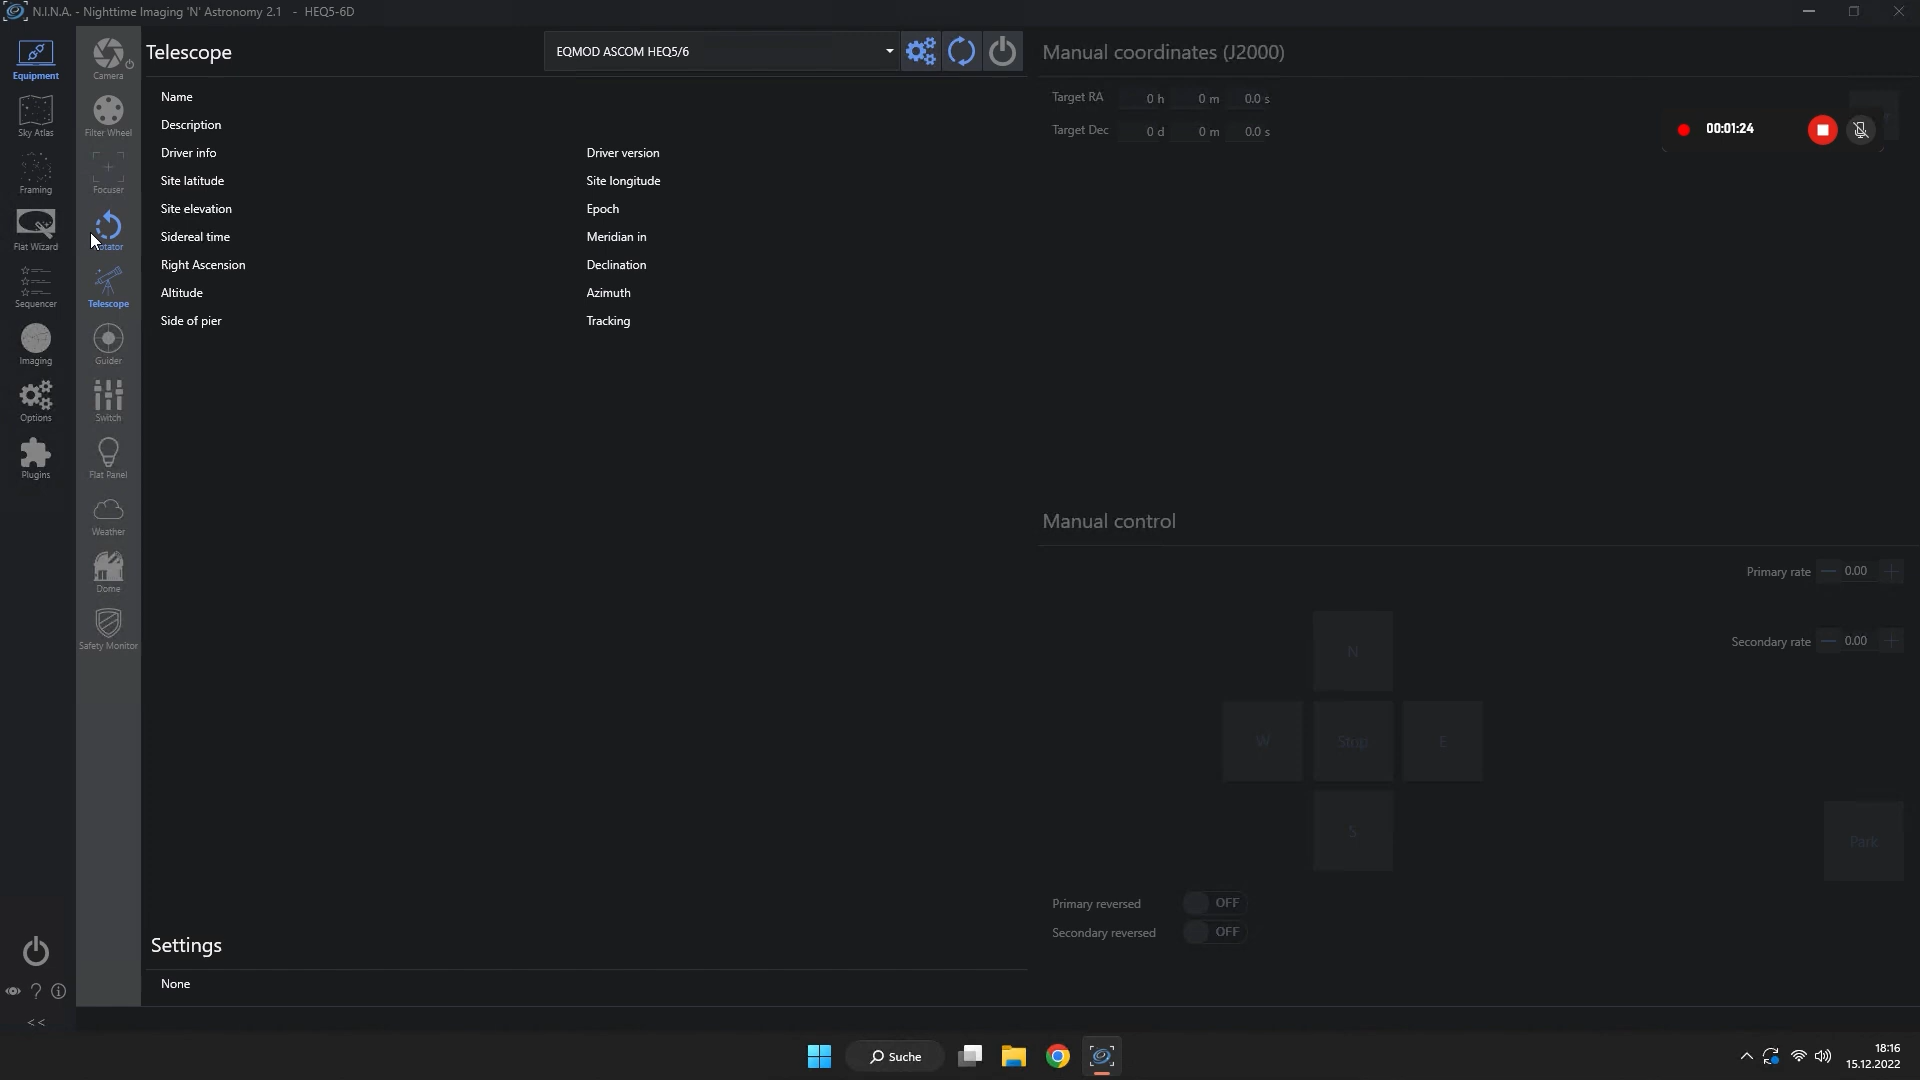 N.I.N.A. - Nighttime Imaging 'N' Astronomy 2.1 - HEQ5-6D
Equipment
Sky Atlas
Framing
Flat Wizard
Sequencer
Imaging
Options
Plugins
<<
Camera
Filter Wheel
Focuser
tator
Telescope
Guider
Switch
Flat Panel
Weather
Dome
Safety Monitor
Telescope
EQMOD ASCOM HEQ5/6
Name
Description
Driver info
Driver version
Site latitude
Site longitude
Site elevation
Epoch
Sidereal time
Meridian in
Right Ascension
Declination
Altitude
Azimuth
Side of pier
Tracking
Settings
None
Manual coordinates (J2000)
Target RA 0 h 0 m 0.0 s
Target Dec 0 d 0 m 0.0 s
00:01:24
Manual control
Primary rate 0.00
Secondary rate 0.00
N
W
Stop
E
S
Park
Primary reversed OFF
Secondary reversed OFF
Suche
18:16
15.12.2022